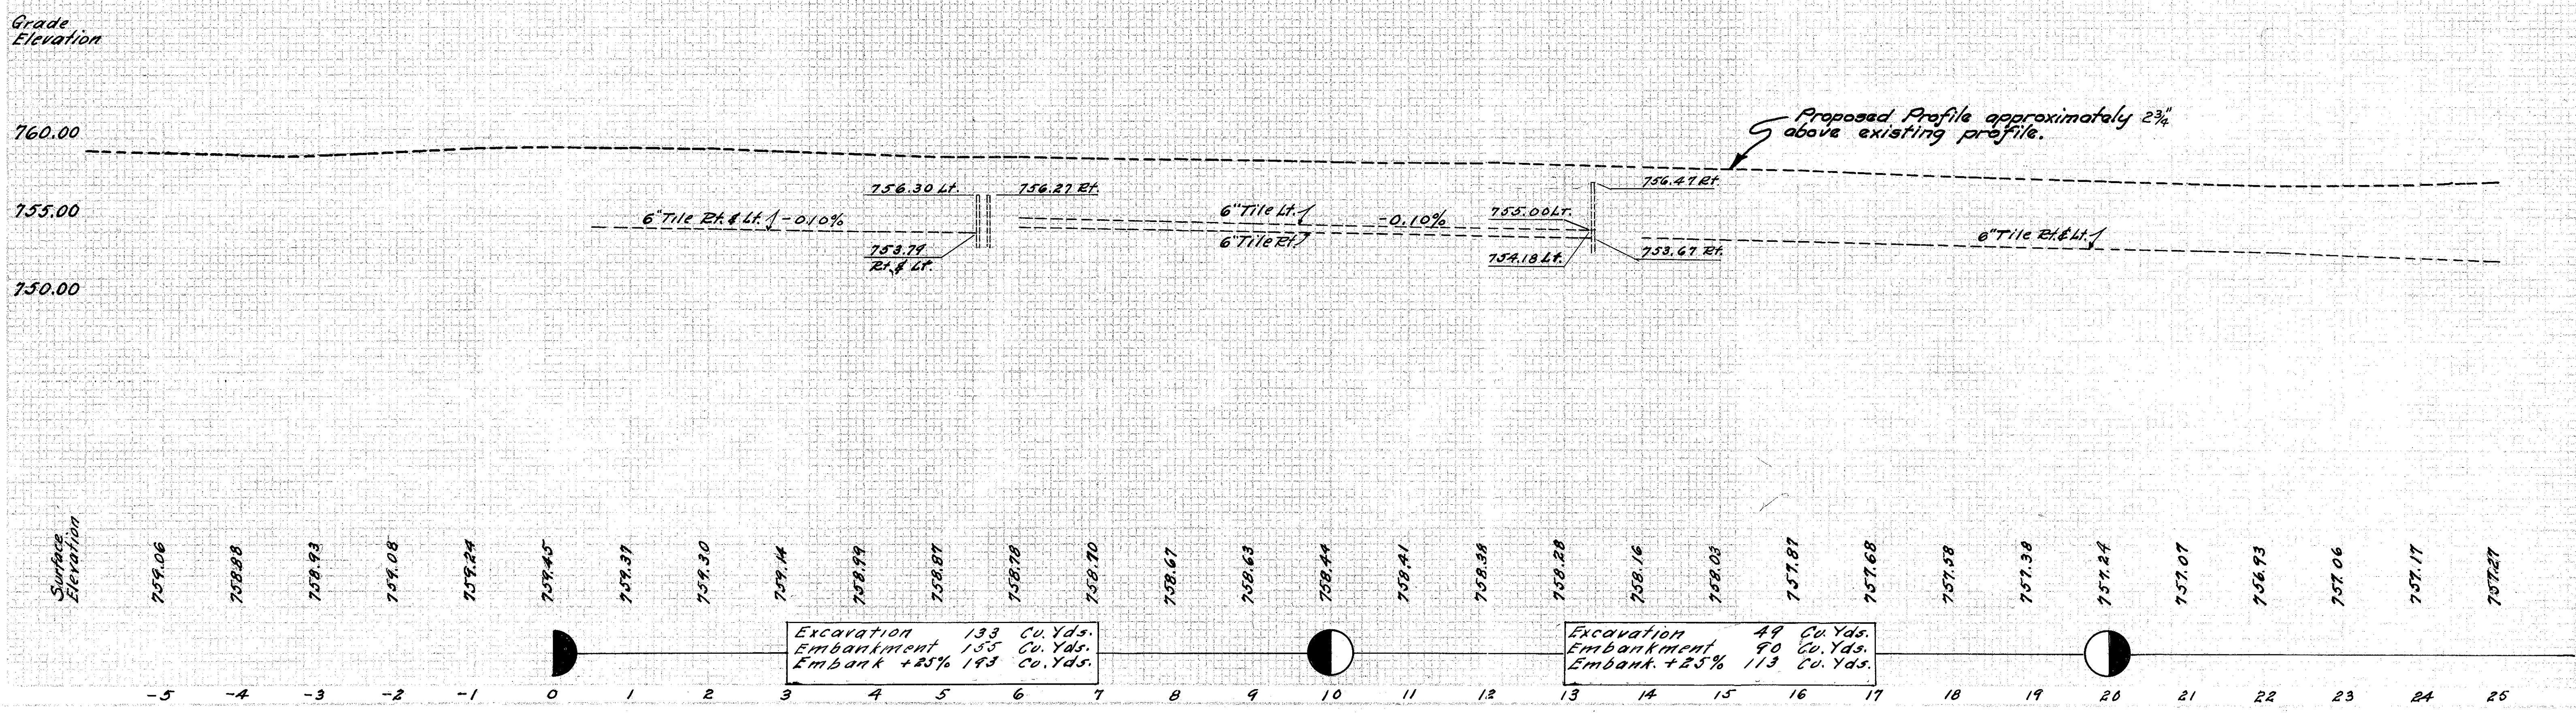 Grade
Elevation
760.00
755.00
750.00
Proposed Profile approximately 2¾"
above existing profile.
756.30 Lt.
756.27 Rt.
756.47 Rt.
6" Tile Rt. & Lt.
-0.10%
753.79
Rt. & Lt.
6" Tile Lt.
6" Tile Rt.
-0.10%
755.00 LT.
754.18 Lt.
753.67 Rt.
6" Tile Rt. & Lt.
Surface
Elevation
759.06
758.88
758.93
759.08
759.24
759.45
759.37
759.30
759.14
758.99
758.87
758.78
758.70
758.67
758.63
758.44
758.41
758.38
758.28
758.16
758.03
757.87
757.68
757.58
757.38
757.24
757.07
756.93
757.06
757.17
757.27
Excavation 133 Cu. Yds.
Embankment 155 Cu. Yds.
Embank +25% 193 Cu. Yds.
Excavation 49 Cu. Yds.
Embankment 90 Cu. Yds.
Embank. +25% 113 Cu. Yds.
-5 -4 -3 -2 -1 0 1 2 3 4 5 6 7 8 9 10 11 12 13 14 15 16 17 18 19 20 21 22 23 24 25